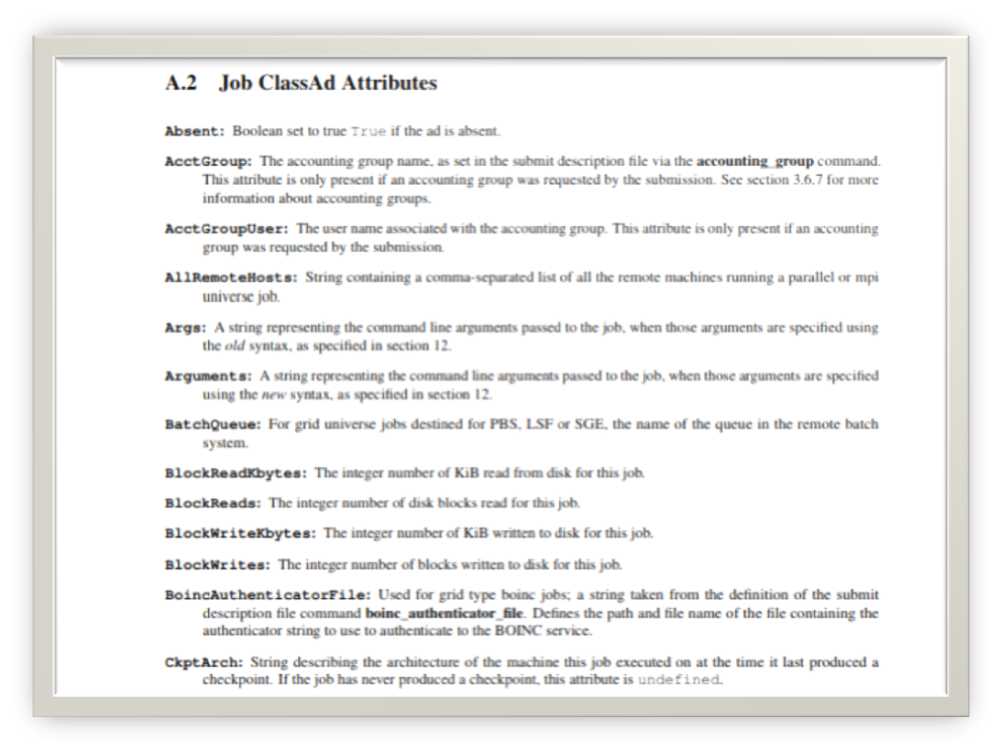 A.2 Job ClassAd Attributes
Absent: Boolean set to true True if the ad is absent.
AcctGroup: The accounting group name, as set in the submit description file via the accounting_group command.
This attribute is only present if an accounting group was requested by the submission. See section 3.6.7 for more
information about accounting groups.
AcctGroupUser: The user name associated with the accounting group. This attribute is only present if an accounting
group was requested by the submission.
AllRemoteHosts: String containing a comma-separated list of all the remote machines running a parallel or mpi
universe job.
Args: A string representing the command line arguments passed to the job, when those arguments are specified using
the old syntax, as specified in section 12.
Arguments: A string representing the command line arguments passed to the job, when those arguments are specified
using the new syntax, as specified in section 12.
BatchQueue: For grid universe jobs destined for PBS, LSF or SGE, the name of the queue in the remote batch
system.
BlockReadKbytes: The integer number of KiB read from disk for this job.
BlockReads: The integer number of disk blocks read for this job.
BlockWriteKbytes: The integer number of KiB written to disk for this job.
BlockWrites: The integer number of blocks written to disk for this job.
BoincAuthenticatorFile: Used for grid type boinc jobs; a string taken from the definition of the submit
description file command boinc_authenticator_file. Defines the path and file name of the file containing the
authenticator string to use to authenticate to the BOINC service.
CkptArch: String describing the architecture of the machine this job executed on at the time it last produced a
checkpoint. If the job has never produced a checkpoint, this attribute is undefined.